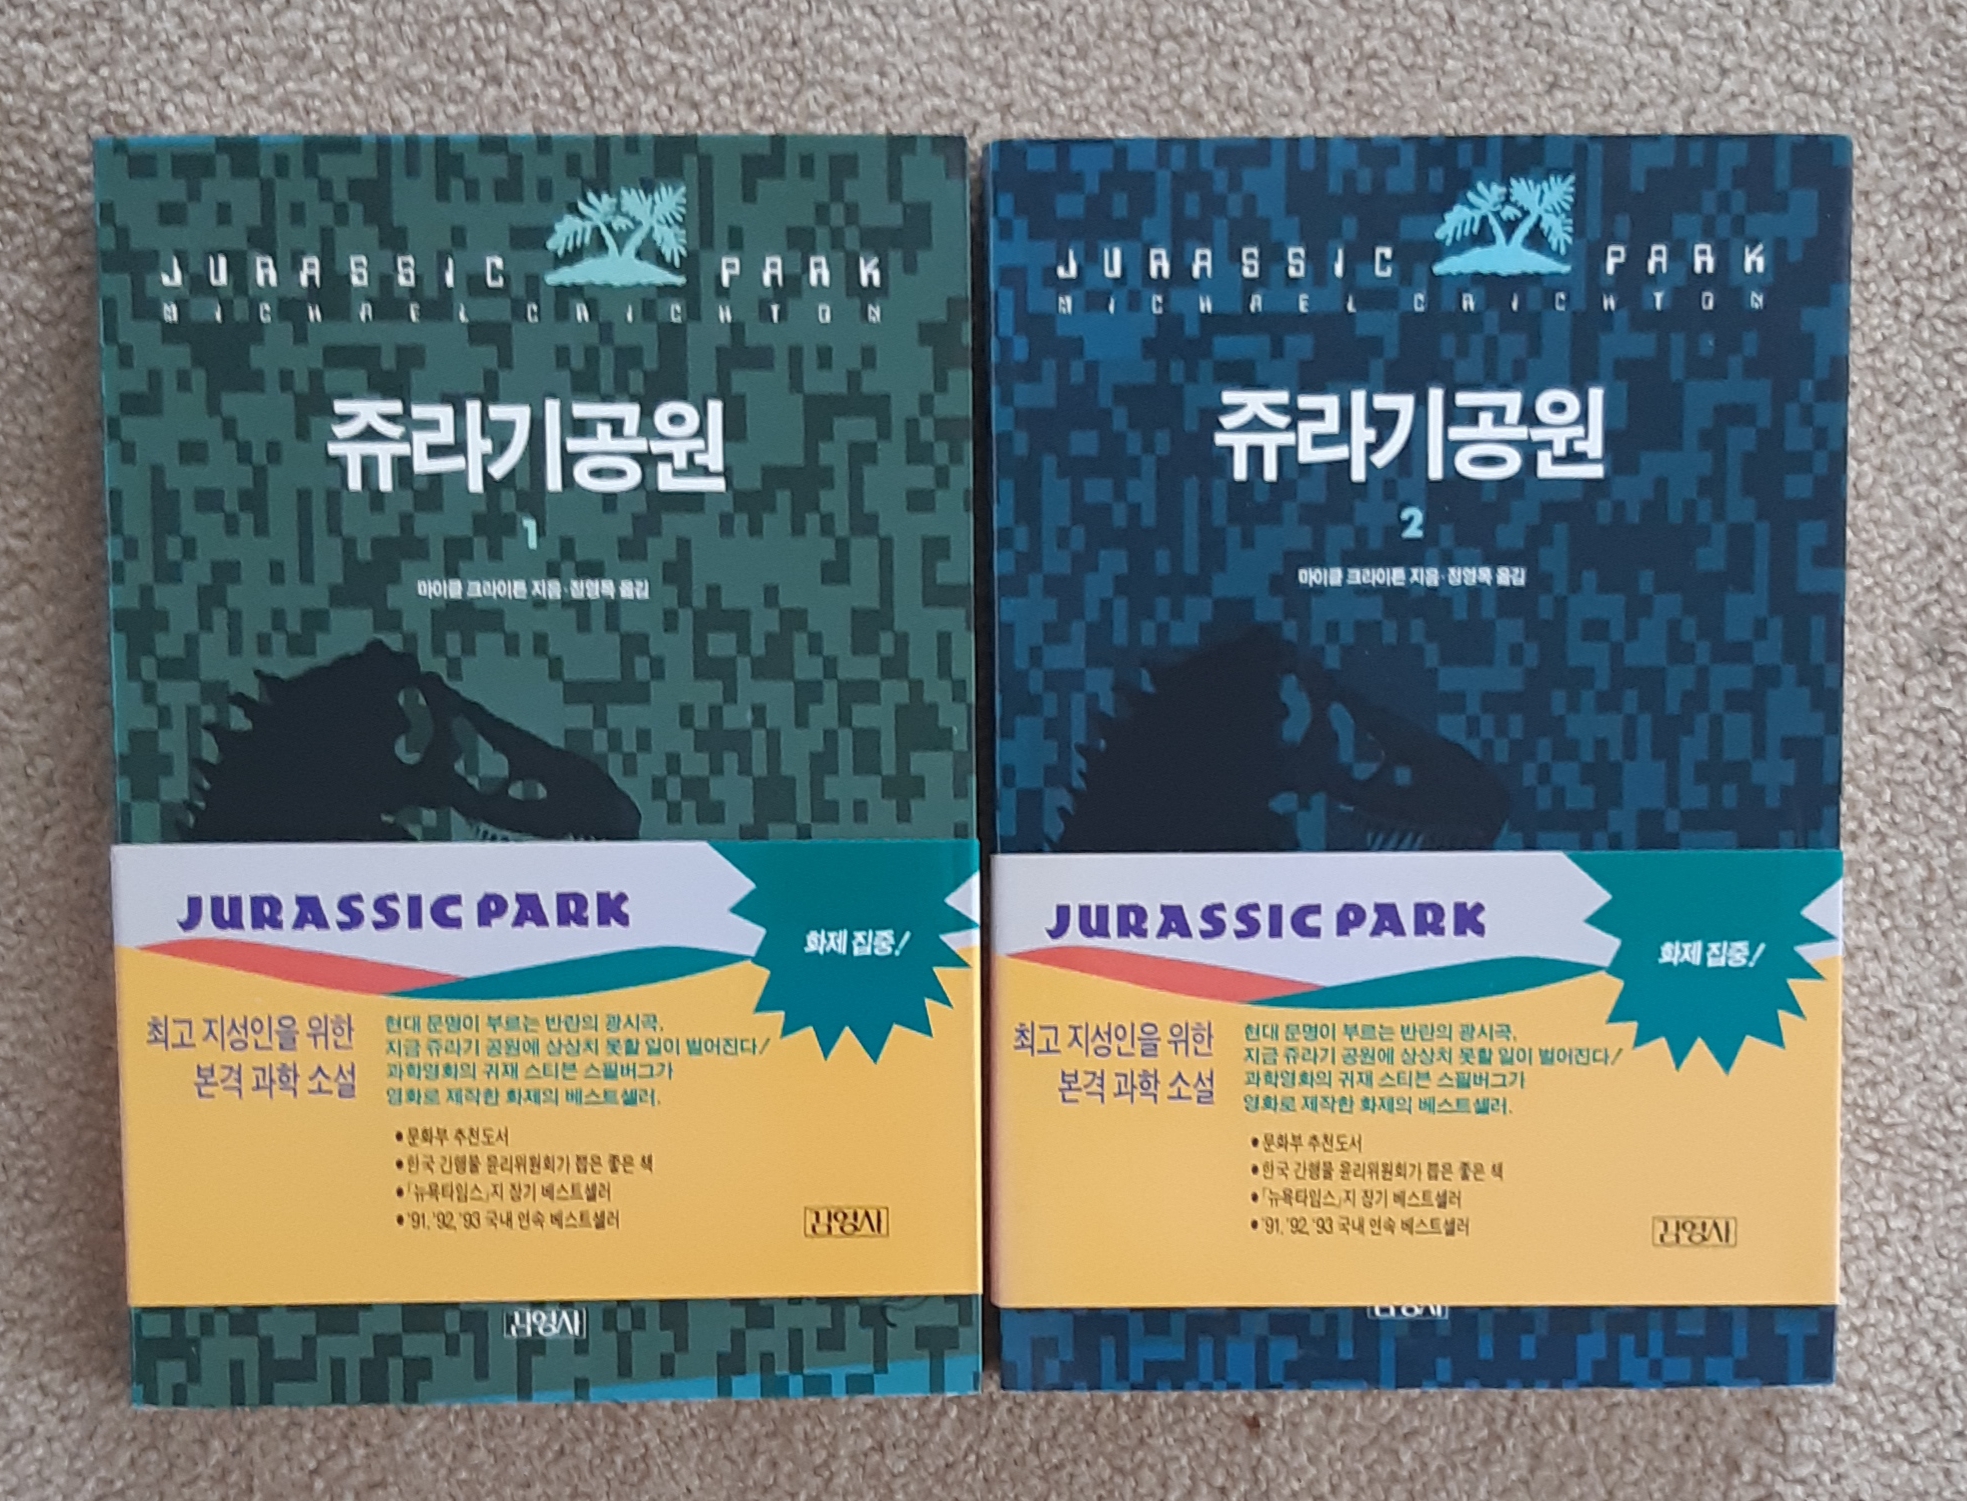 JURASSIC PARK
MICHAEL CRICHTON
쥬라기공원
1
마이클 크라이튼 지음·정영목 옮김
JURASSIC PARK
화제 집중!
최고 지성인을 위한
본격 과학 소설
현대 문명이 부르는 반란의 광시곡,
지금 쥬라기 공원에 상상치 못할 일이 벌어진다!
과학영화의 귀재 스티븐 스필버그가
영화로 제작한 화제의 베스트셀러.
●문화부 추천도서
●한국 간행물 윤리위원회가 뽑은 좋은 책
●「뉴욕타임스」지 장기 베스트셀러
●'91, '92, '93 국내 연속 베스트셀러
김영사
김영사
JURASSIC PARK
MICHAEL CRICHTON
쥬라기공원
2
마이클 크라이튼 지음·정영목 옮김
JURASSIC PARK
화제 집중!
최고 지성인을 위한
본격 과학 소설
현대 문명이 부르는 반란의 광시곡,
지금 쥬라기 공원에 상상치 못할 일이 벌어진다!
과학영화의 귀재 스티븐 스필버그가
영화로 제작한 화제의 베스트셀러.
●문화부 추천도서
●한국 간행물 윤리위원회가 뽑은 좋은 책
●「뉴욕타임스」지 장기 베스트셀러
●'91, '92, '93 국내 연속 베스트셀러
김영사
김영사